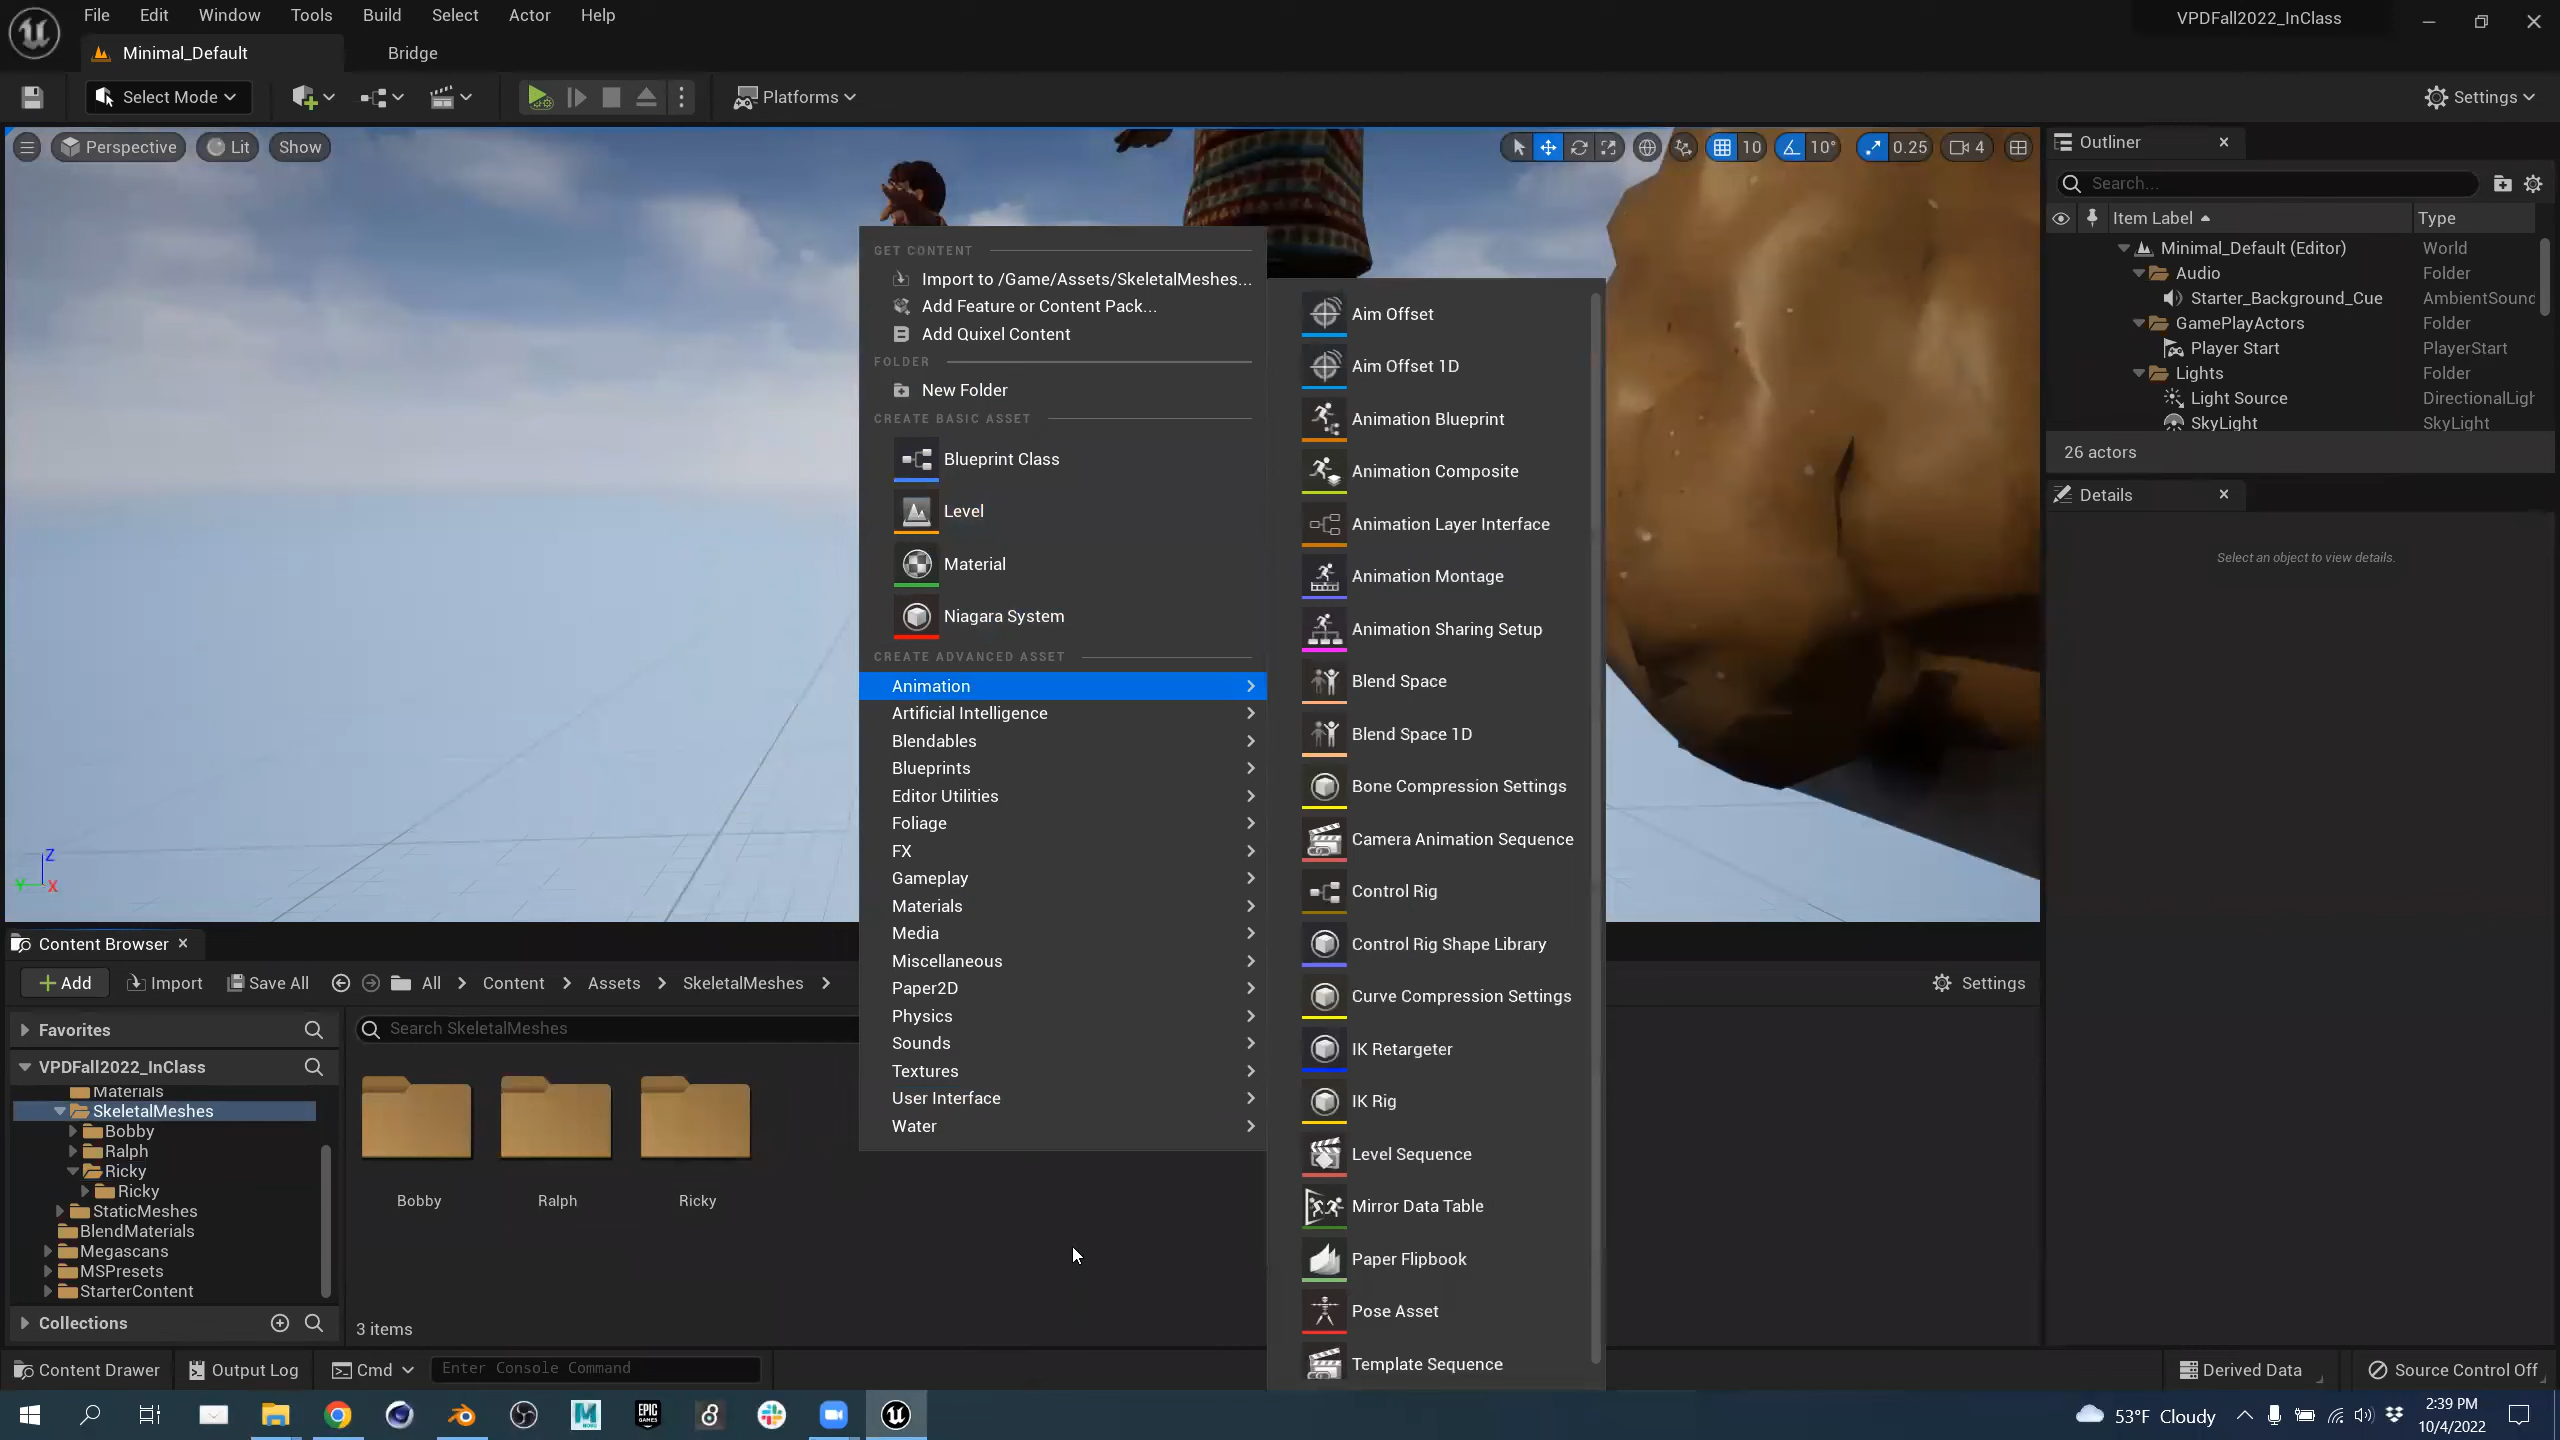 File Edit Window Tools Build Select Actor Help
VPDFall2022_InClass
Minimal_Default
Bridge
Select Mode
Platforms
Settings
Perspective
Lit
Show
10
10°
0.25
4
Outliner
Search...
Item Label
Type
Minimal_Default (Editor)
World
Audio
Folder
Starter_Background_Cue
AmbientSound
GamePlayActors
Folder
Player Start
PlayerStart
Lights
Folder
Light Source
DirectionalLigh
SkyLight
SkyLight
26 actors
Details
Select an object to view details.
GET CONTENT
Import to /Game/Assets/SkeletalMeshes...
Add Feature or Content Pack...
Add Quixel Content
FOLDER
New Folder
CREATE BASIC ASSET
Blueprint Class
Level
Material
Niagara System
CREATE ADVANCED ASSET
Animation
Artificial Intelligence
Blendables
Blueprints
Editor Utilities
Foliage
FX
Gameplay
Materials
Media
Miscellaneous
Paper2D
Physics
Sounds
Textures
User Interface
Water
Aim Offset
Aim Offset 1D
Animation Blueprint
Animation Composite
Animation Layer Interface
Animation Montage
Animation Sharing Setup
Blend Space
Blend Space 1D
Bone Compression Settings
Camera Animation Sequence
Control Rig
Control Rig Shape Library
Curve Compression Settings
IK Retargeter
IK Rig
Level Sequence
Mirror Data Table
Paper Flipbook
Pose Asset
Template Sequence
Z
Y X
Content Browser
Add
Import
Save All
All
Content
Assets
SkeletalMeshes
Settings
Favorites
VPDFall2022_InClass
Materials
SkeletalMeshes
Bobby
Ralph
Ricky
Ricky
StaticMeshes
BlendMaterials
Megascans
MSPresets
StarterContent
Collections
Search SkeletalMeshes
Bobby
Ralph
Ricky
3 items
Content Drawer
Output Log
Cmd
Enter Console Command
Derived Data
Source Control Off
EPIC GAMES
53°F Cloudy
2:39 PM
10/4/2022